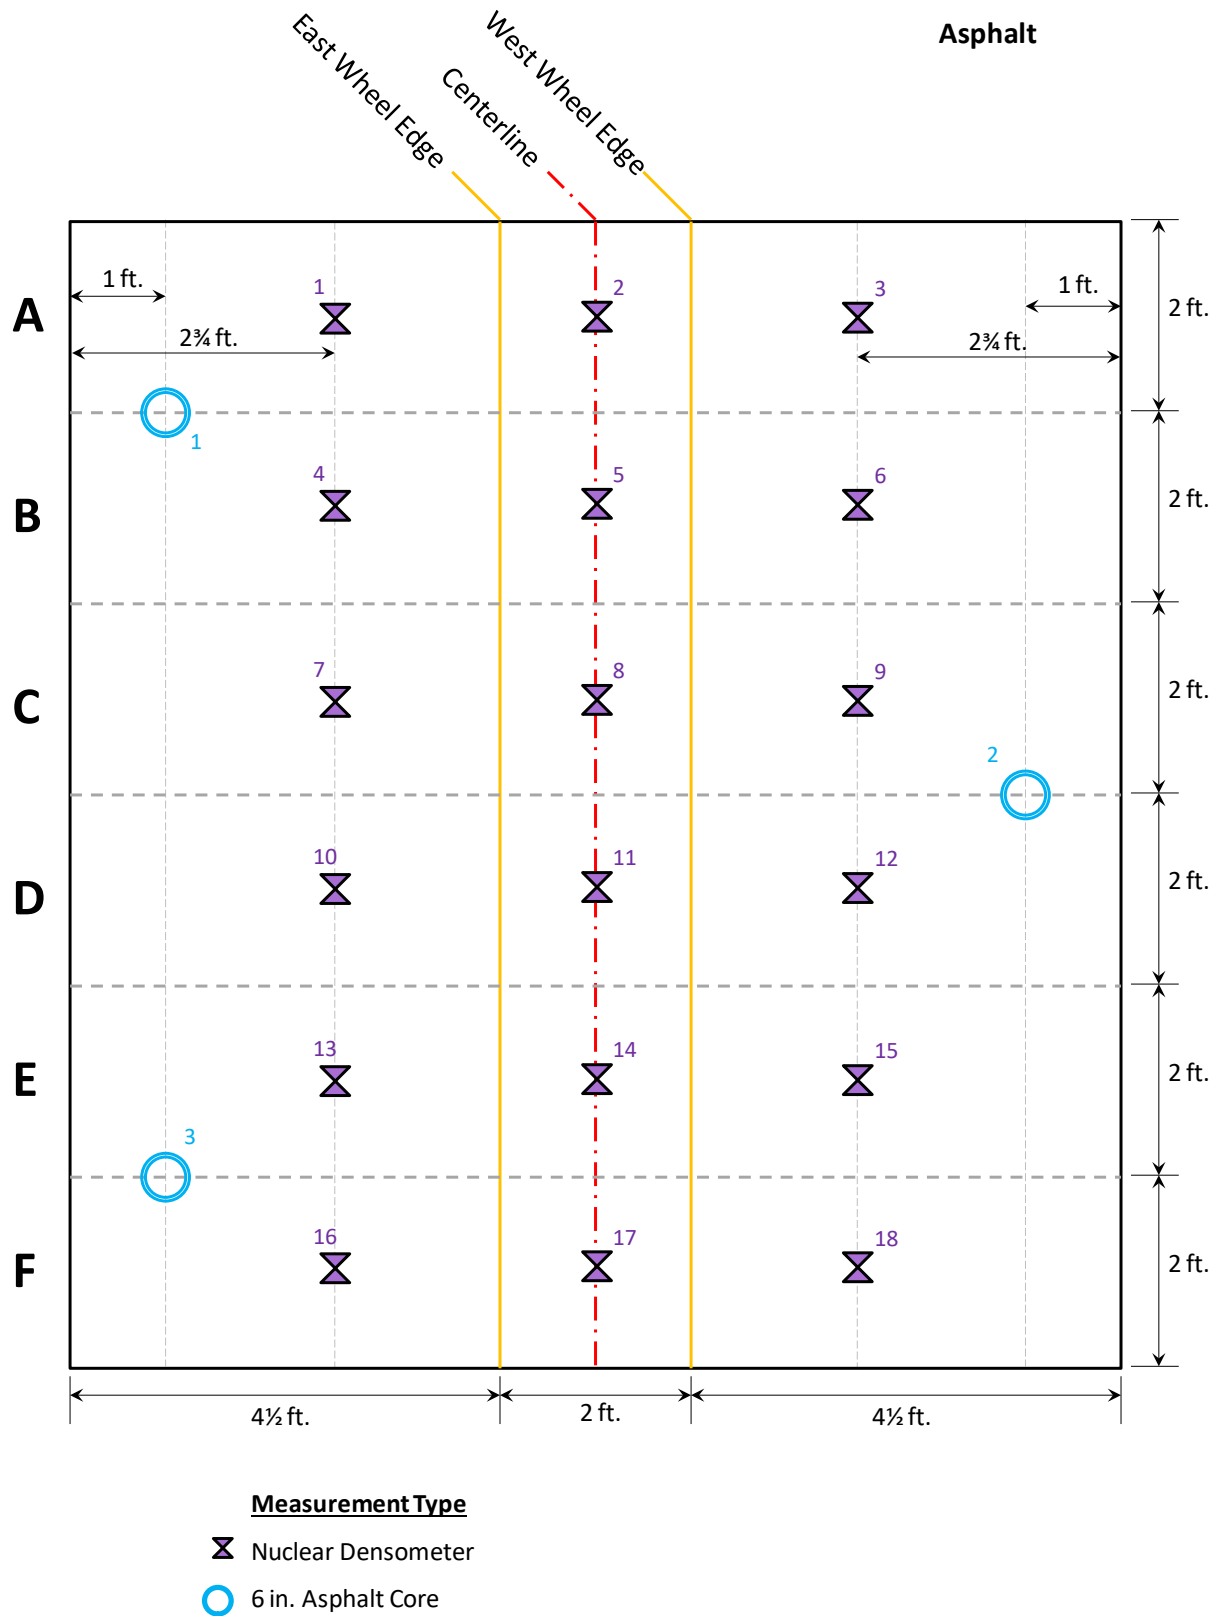 Asphalt
East Wheel Edge
Centerline
West Wheel Edge
1 ft.
1
2
3
1 ft.
A
2 ft.
2¾ ft.
2¾ ft.
1
4
5
6
B
2 ft.
7
8
9
C
2 ft.
2
10
11
12
D
2 ft.
13
14
15
E
2 ft.
3
16
17
18
F
2 ft.
4½ ft.
2 ft.
4½ ft.
Measurement Type
Nuclear Densometer
6 in. Asphalt Core